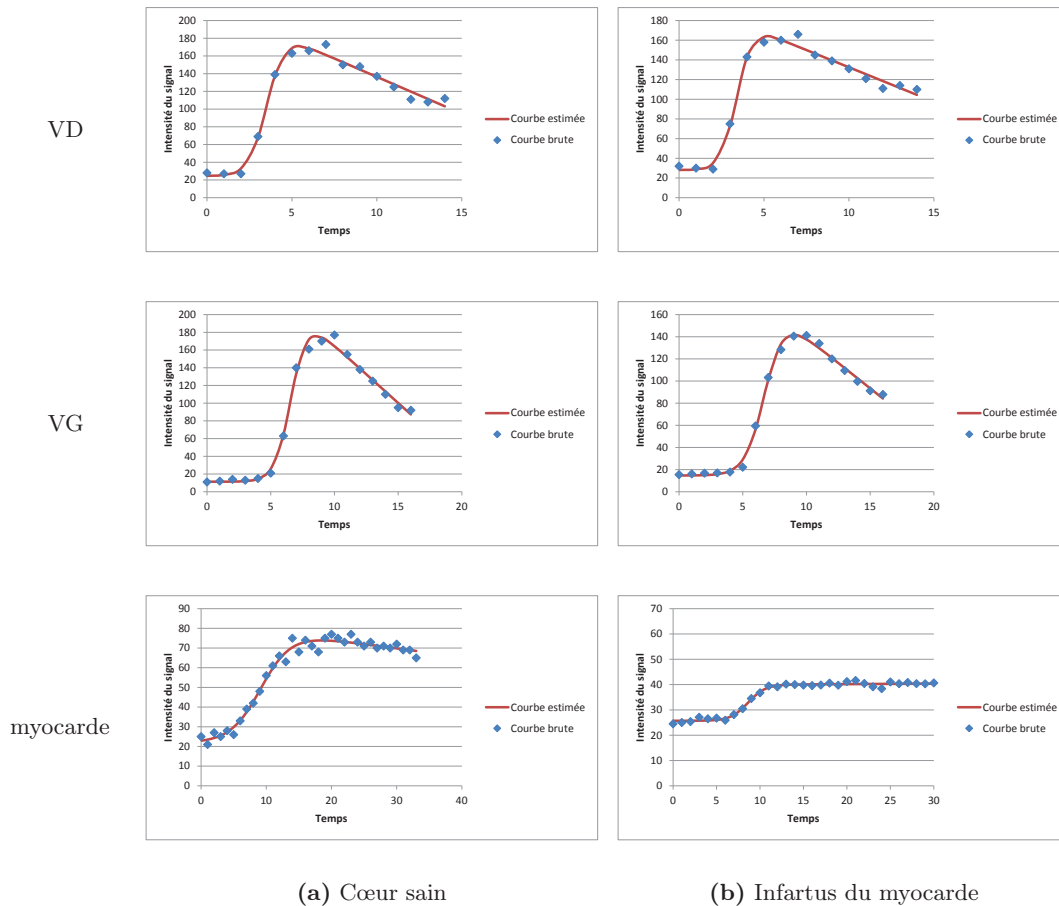 VD
200
180
160
140
120
100
80
60
40
20
0
0 5 10 15
Intensité du signal
Temps
Courbe estimée
Courbe brute
180
160
140
120
100
80
60
40
20
0
0 5 10 15
Intensité du signal
Temps
Courbe estimée
Courbe brute
VG
200
180
160
140
120
100
80
60
40
20
0
0 5 10 15 20
Intensité du signal
Temps
Courbe estimée
Courbe brute
160
140
120
100
80
60
40
20
0
0 5 10 15 20
Intensité du signal
Temps
Courbe estimée
Courbe brute
myocarde
90
80
70
60
50
40
30
20
10
0
0 10 20 30 40
Intensité du signal
Temps
Courbe estimée
Courbe brute
70
60
50
40
30
20
10
0
0 5 10 15 20 25 30
Intensité du signal
Temps
Courbe estimée
Courbe brute
(a) Cœur sain
(b) Infartus du myocarde